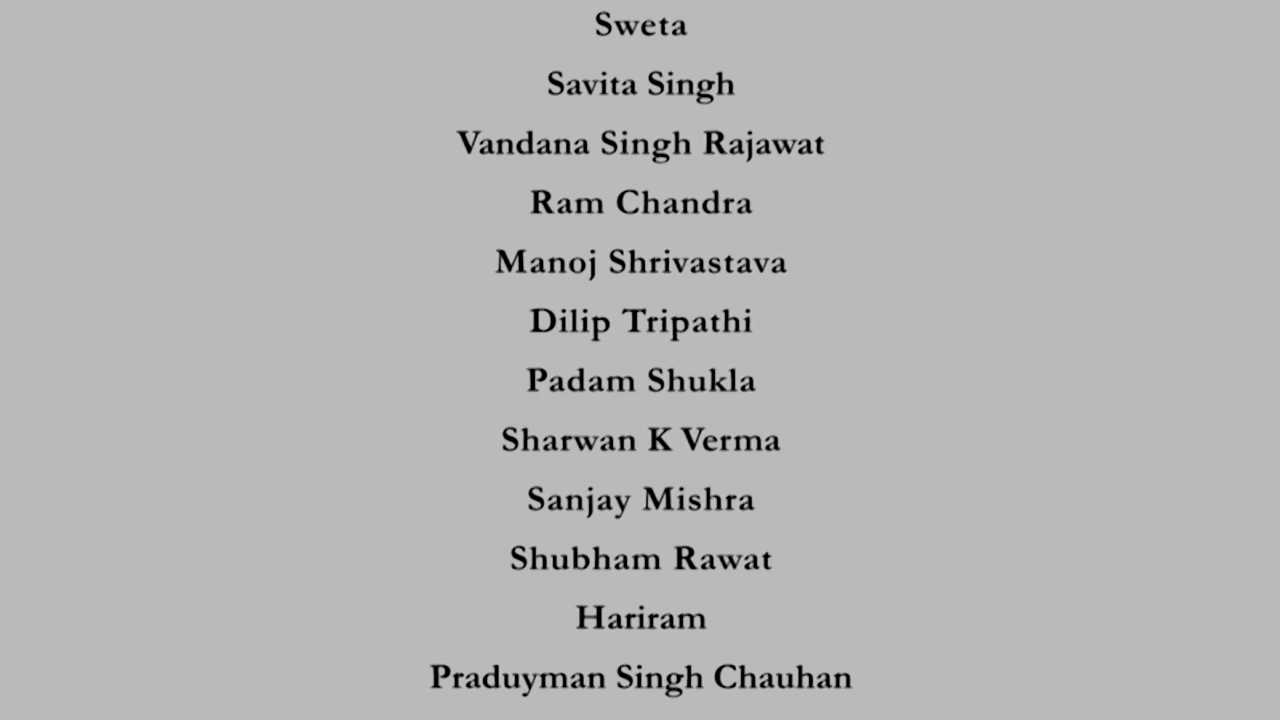 Sweta
Savita Singh
Vandana Singh Rajawat
Ram Chandra
Manoj Shrivastava
Dilip Tripathi
Padam Shukla
Sharwan K Verma
Sanjay Mishra
Shubham Rawat
Hariram
Praduyman Singh Chauhan